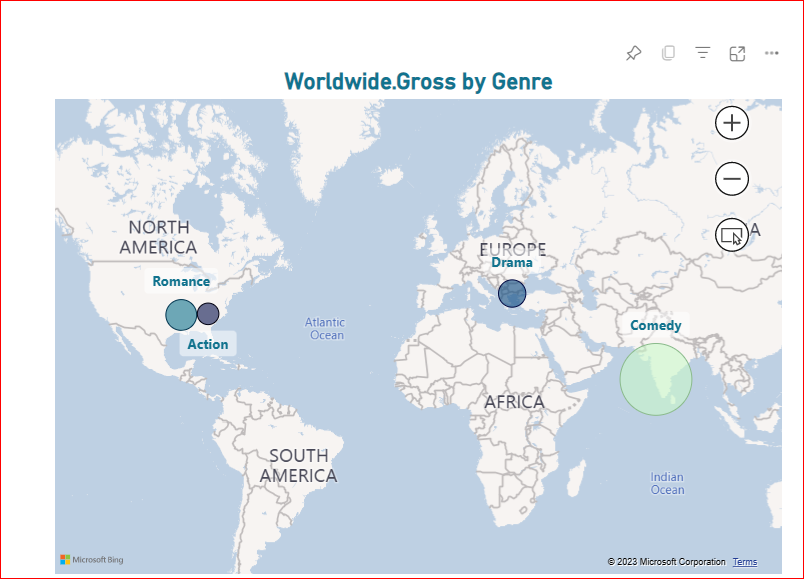 Worldwide.Gross by Genre
NORTH
AMERICA
A
EUROPE
Drama
Romance
Action
Atlantic
Ocean
Comedy
AFRICA
SOUTH
AMERICA
Indian
Ocean
Microsoft Bing
© 2023 Microsoft Corporation Terms